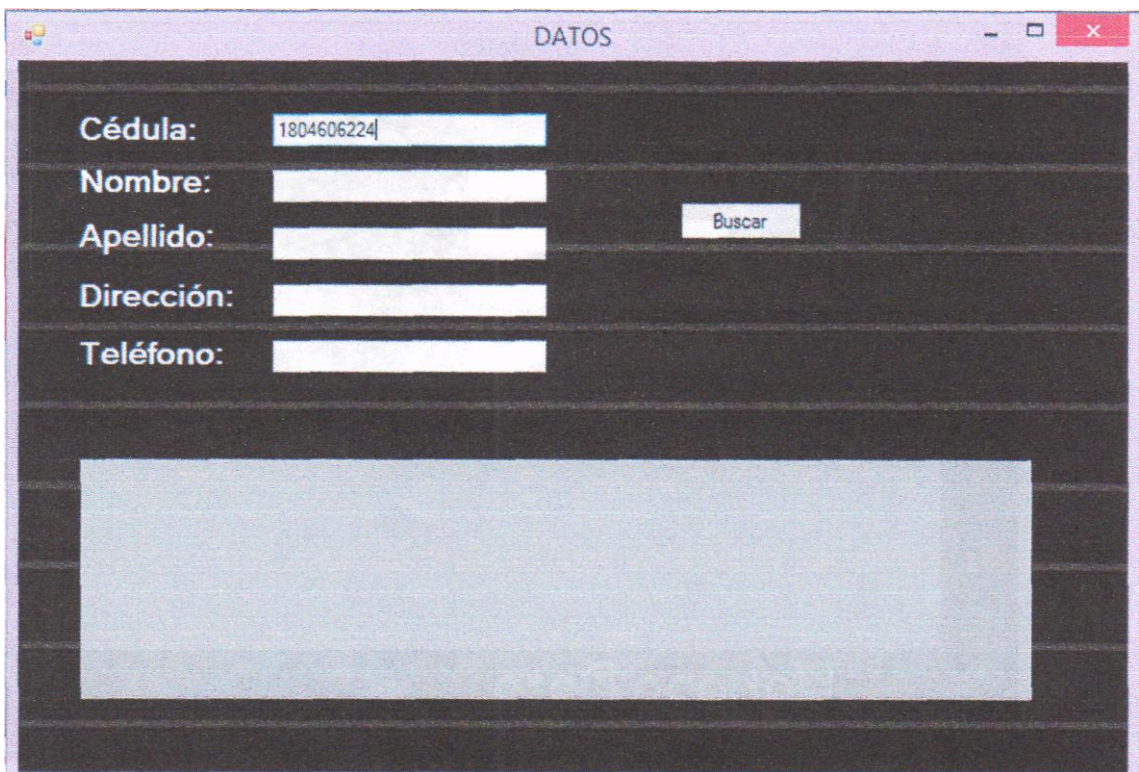 DATOS
Cédula: 1804606224
Nombre:
Apellido:
Buscar
Dirección:
Teléfono: